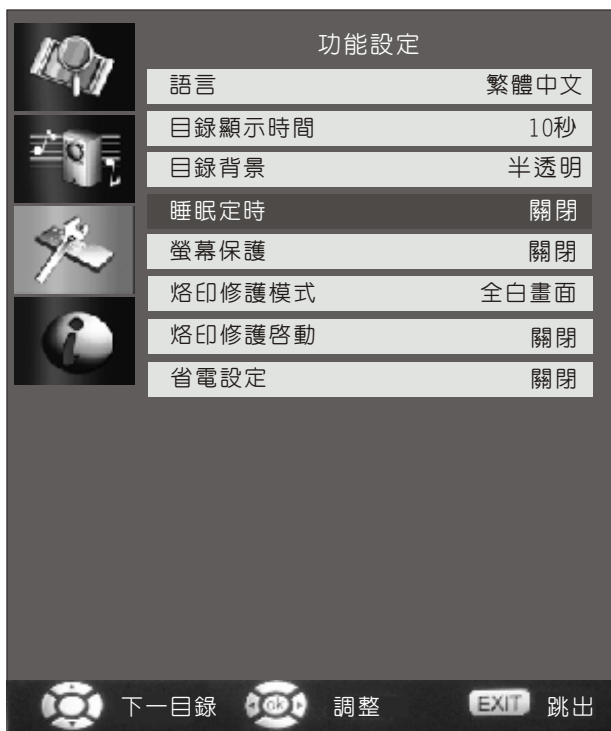 功能設定
語言 繁體中文
目錄顯示時間 10秒
目錄背景 半透明
睡眠定時 關閉
螢幕保護 關閉
烙印修護模式 全白畫面
烙印修護啓動 關閉
省電設定 關閉
下一目錄 ok 調整 EXIT 跳出